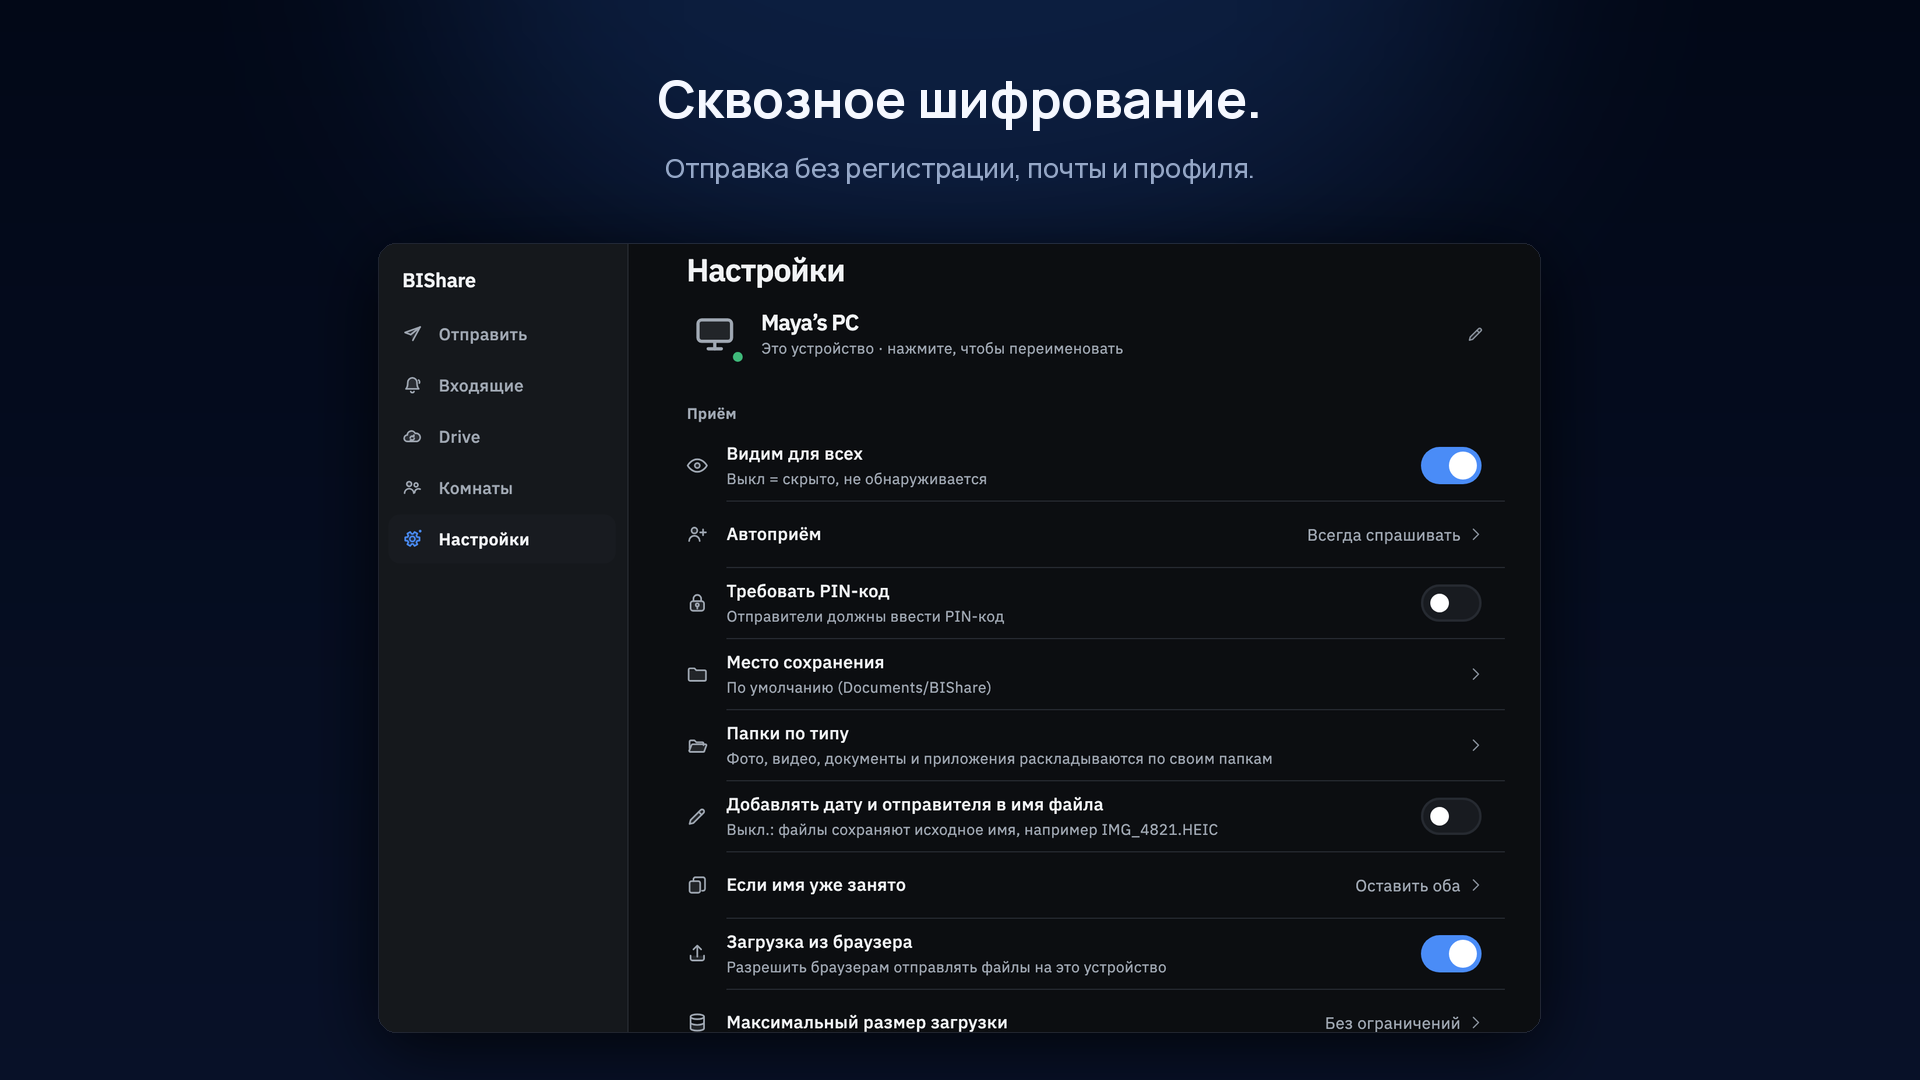 Сквозное шифрование.
Отправка без регистрации, почты и профиля.
BIShare
Отправить
Входящие
Drive
Комнаты
Настройки
Настройки
Maya’s PC
Это устройство · нажмите, чтобы переименовать
Приём
Видим для всех
Выкл = скрыто, не обнаруживается
Автоприём
Всегда спрашивать
Требовать PIN-код
Отправители должны ввести PIN-код
Место сохранения
По умолчанию (Documents/BIShare)
Папки по типу
Фото, видео, документы и приложения раскладываются по своим папкам
Добавлять дату и отправителя в имя файла
Выкл.: файлы сохраняют исходное имя, например IMG_4821.HEIC
Если имя уже занято
Оставить оба
Загрузка из браузера
Разрешить браузерам отправлять файлы на это устройство
Максимальный размер загрузки
Без ограничений